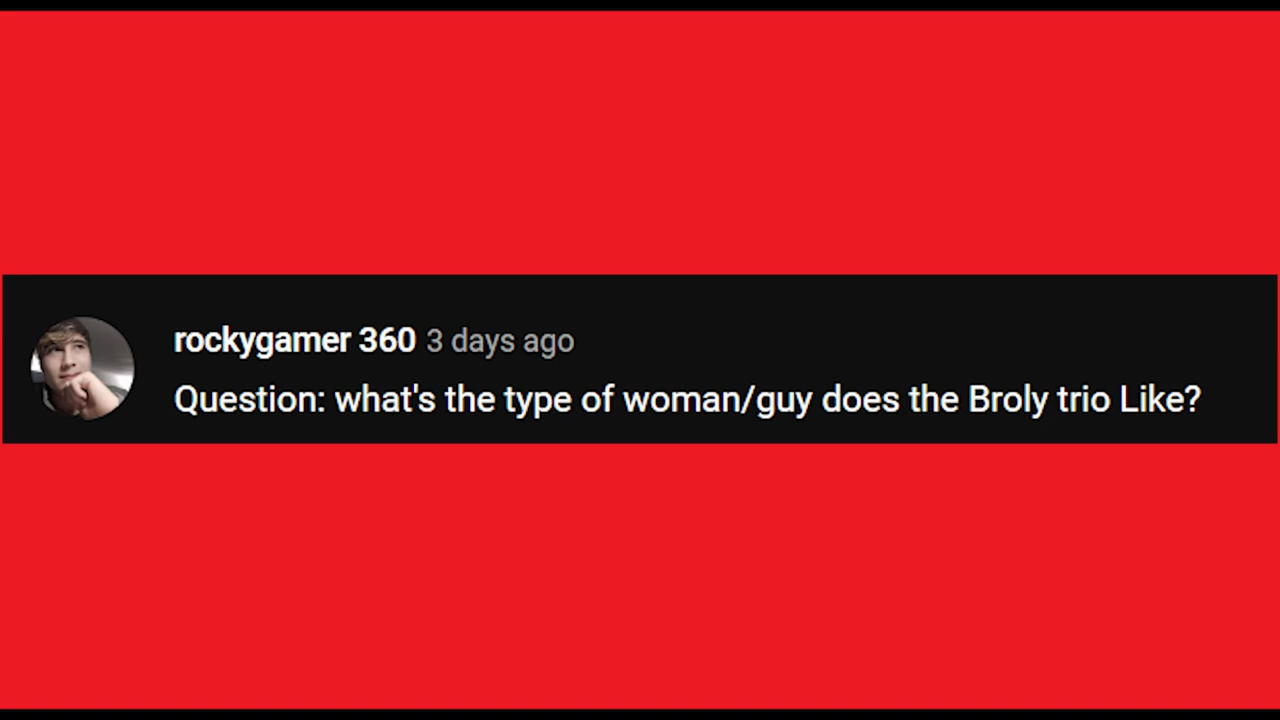 rockygamer 360 3 days ago
Question: what's the type of woman/guy does the Broly trio Like?